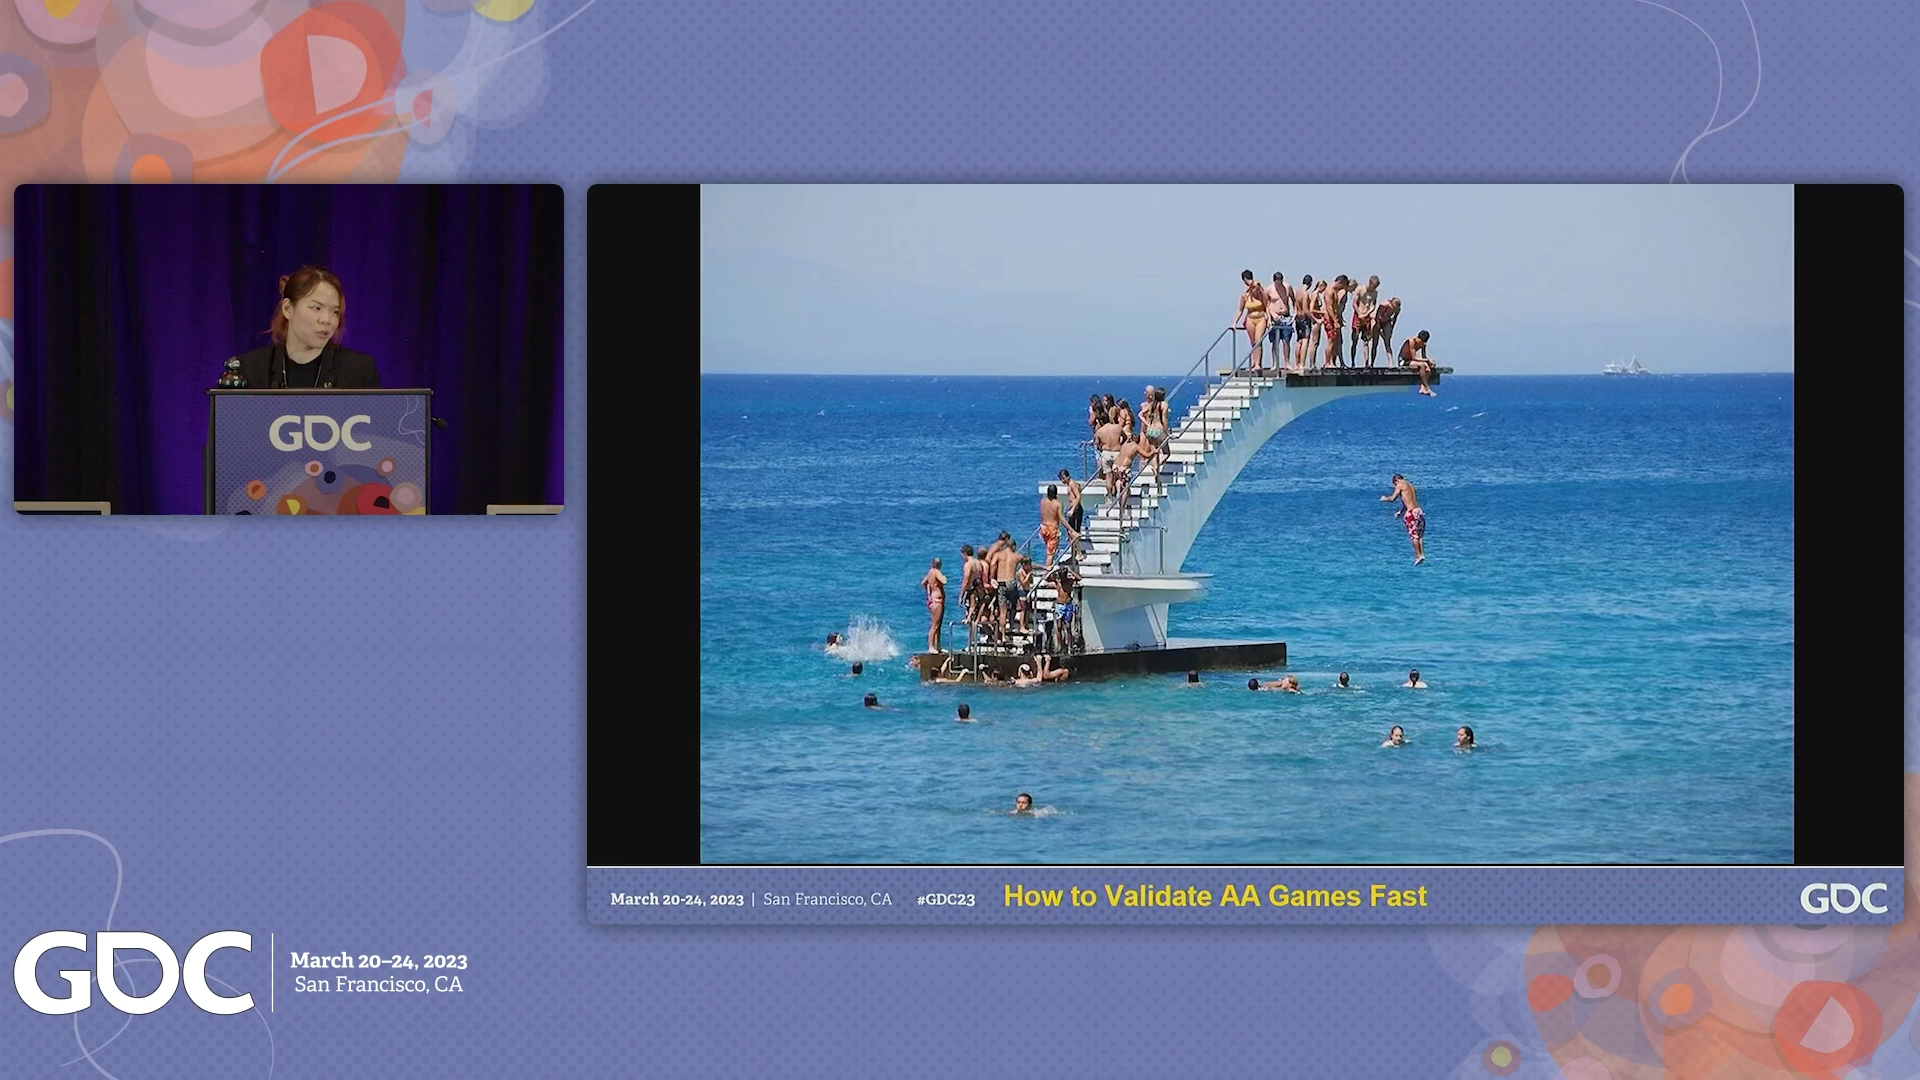 GDC
March 20-24, 2023 | San Francisco, CA #GDC23 How to Validate AA Games Fast GDC
GDC
March 20–24, 2023
San Francisco, CA